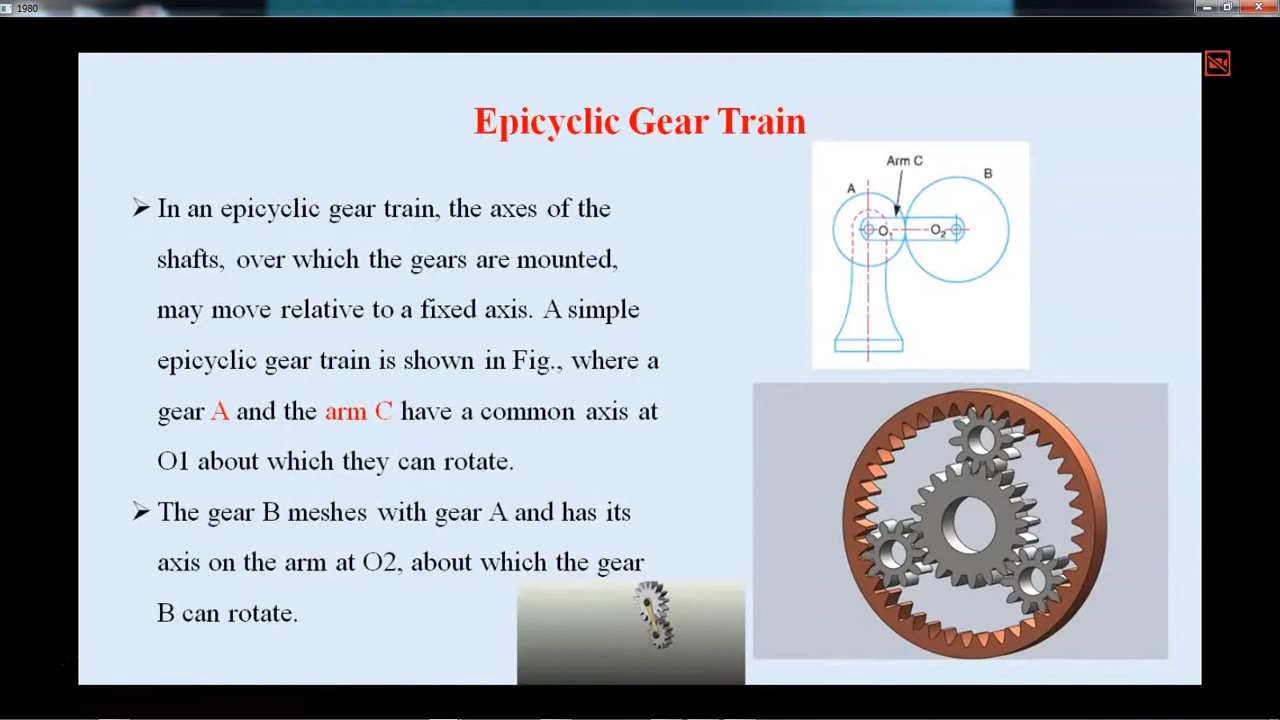 1980
Epicyclic Gear Train
➢ In an epicyclic gear train, the axes of the
shafts, over which the gears are mounted,
may move relative to a fixed axis. A simple
epicyclic gear train is shown in Fig., where a
gear A and the arm C have a common axis at
O1 about which they can rotate.
➢ The gear B meshes with gear A and has its
axis on the arm at O2, about which the gear
B can rotate.
Arm C
A
B
O1
O2